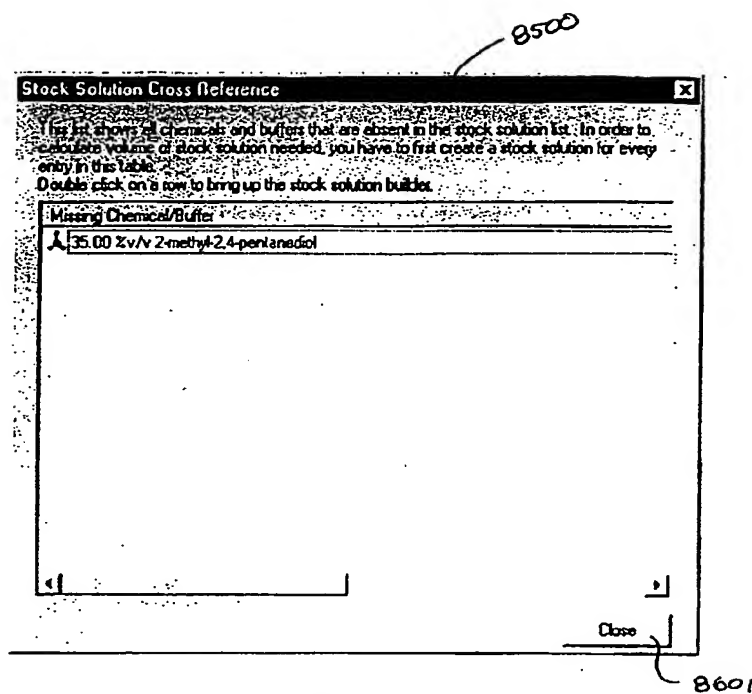 8500
Stock Solution Cross Reference
This list shows all chemicals and buffers that are absent in the stock solution list. In order to
calculate volume of stock solution needed, you have to first create a stock solution for every
entry in this table.
Double click on a row to bring up the stock solution builder.
Missing Chemical/Buffer
35.00 %v/v 2-methyl-2,4-pentanediol
Close
8601